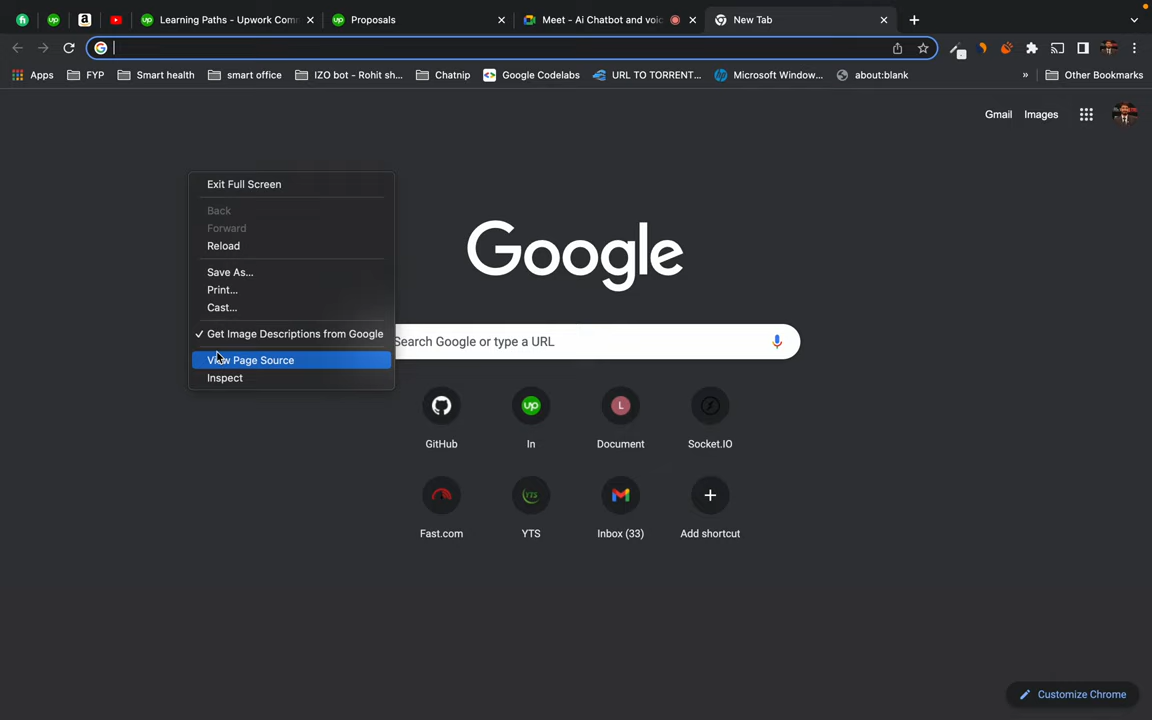 Learning Paths - Upwork Com
Proposals
Meet - Ai Chatbot and voic
New Tab
Apps
FYP
Smart health
smart office
IZO bot - Rohit sh...
Chatnip
Google Codelabs
URL TO TORRENT...
Microsoft Window...
about:blank
»
Other Bookmarks
Gmail
Images
Exit Full Screen
Back
Forward
Reload
Save As...
Print...
Cast...
✓ Get Image Descriptions from Google
View Page Source
Inspect
Google
Search Google or type a URL
GitHub
In
Document
Socket.IO
Fast.com
YTS
Inbox (33)
Add shortcut
Customize Chrome